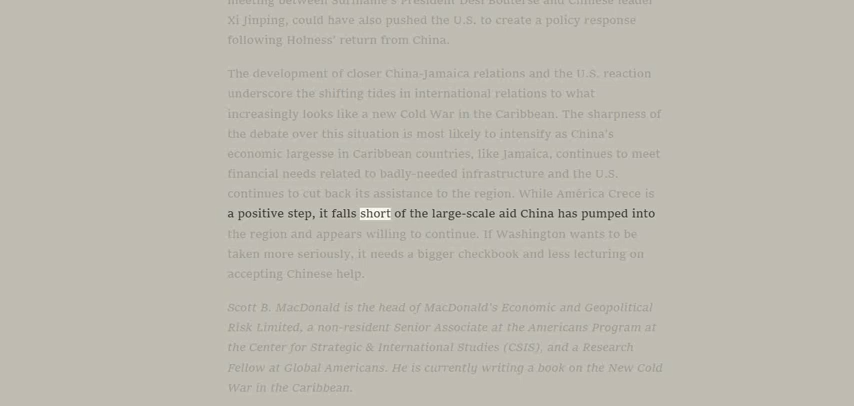 meeting between Suriname's President Desi Bouterse and Chinese leader
Xi Jinping, could have also pushed the U.S. to create a policy response
following Holness' return from China.
The development of closer China-Jamaica relations and the U.S. reaction
underscore the shifting tides in international relations to what
increasingly looks like a new Cold War in the Caribbean. The sharpness of
the debate over this situation is most likely to intensify as China's
economic largesse in Caribbean countries, like Jamaica, continues to meet
financial needs related to badly-needed infrastructure and the U.S.
continues to cut back its assistance to the region. While América Crece is
a positive step, it falls short of the large-scale aid China has pumped into
the region and appears willing to continue. If Washington wants to be
taken more seriously, it needs a bigger checkbook and less lecturing on
accepting Chinese help.
Scott B. MacDonald is the head of MacDonald's Economic and Geopolitical
Risk Limited, a non-resident Senior Associate at the Americans Program at
the Center for Strategic & International Studies (CSIS), and a Research
Fellow at Global Americans. He is currently writing a book on the New Cold
War in the Caribbean.